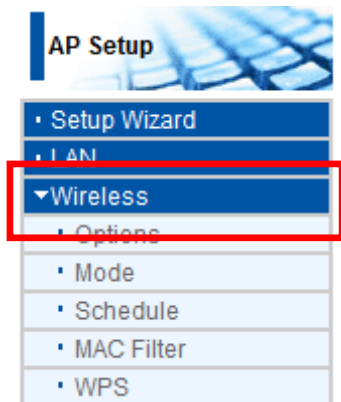 AP Setup
Setup Wizard
LAN
Wireless
Options
Mode
Schedule
MAC Filter
WPS